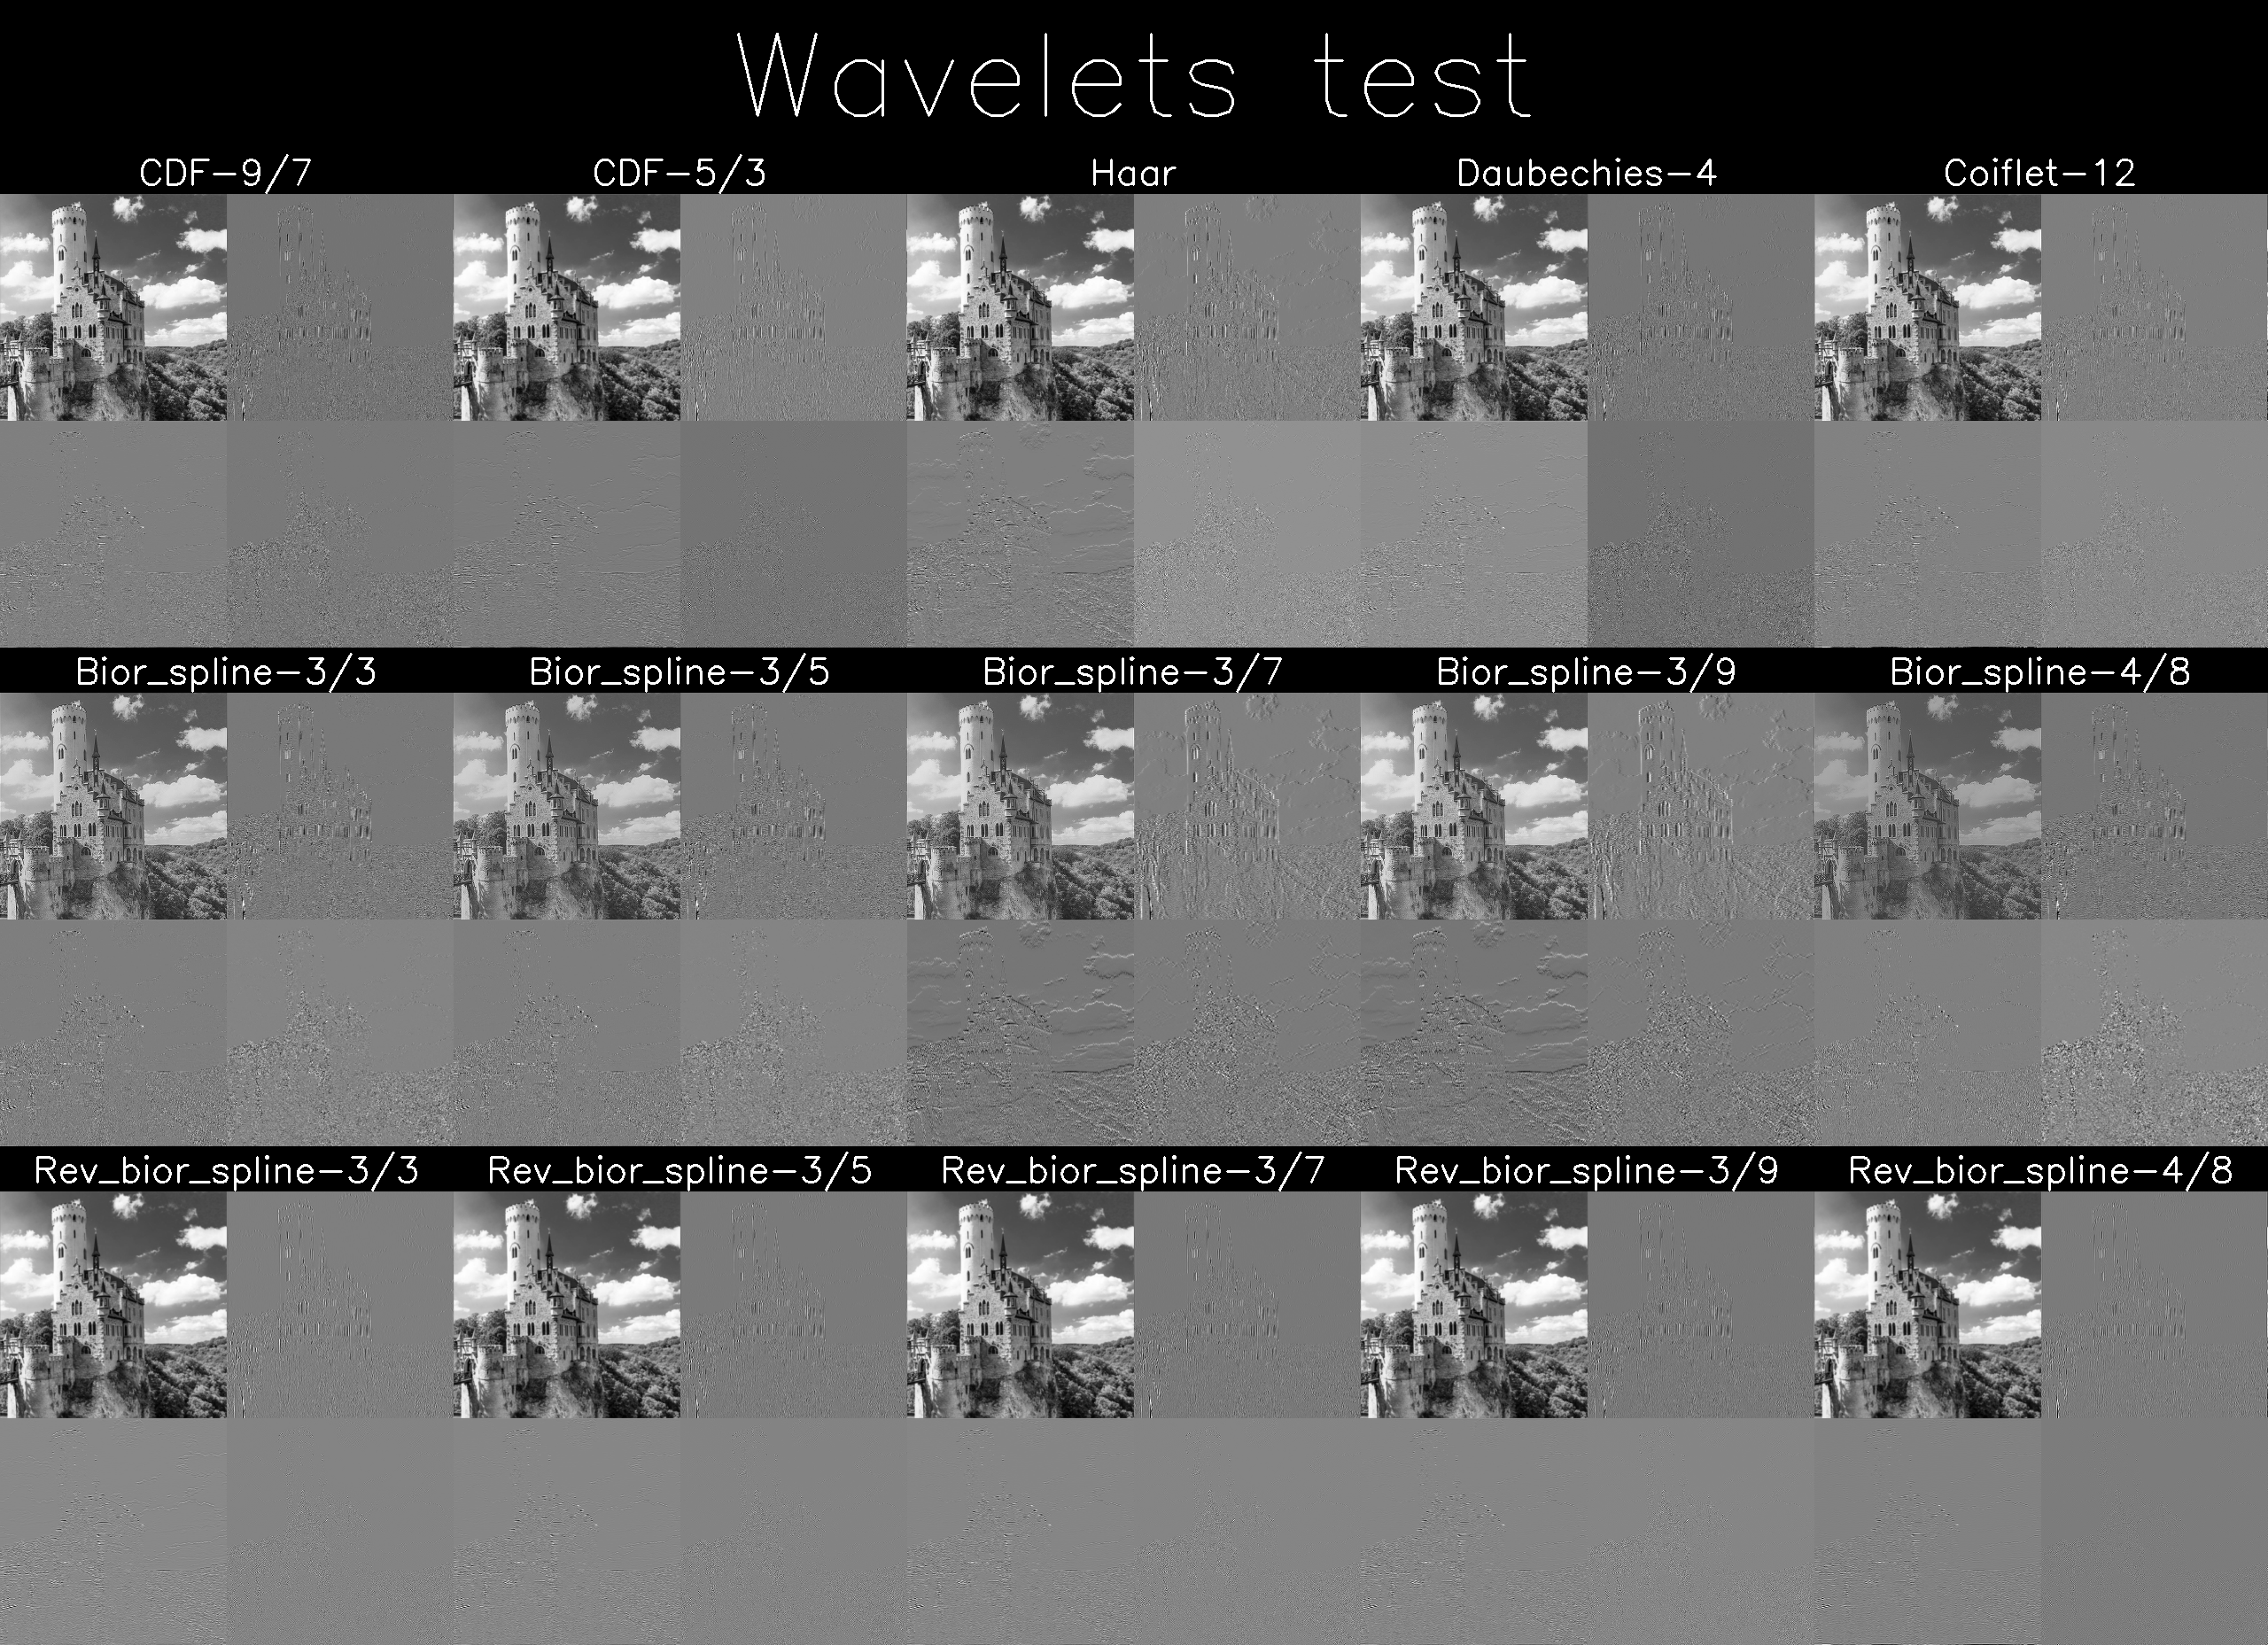 Wavelets test
CDF-9/7 CDF-5/3 Haar Daubechies-4 Coiflet-12
Bior_spline-3/3 Bior_spline-3/5 Bior_spline-3/7 Bior_spline-3/9 Bior_spline-4/8
Rev_bior_spline-3/3 Rev_bior_spline-3/5 Rev_bior_spline-3/7 Rev_bior_spline-3/9 Rev_bior_spline-4/8